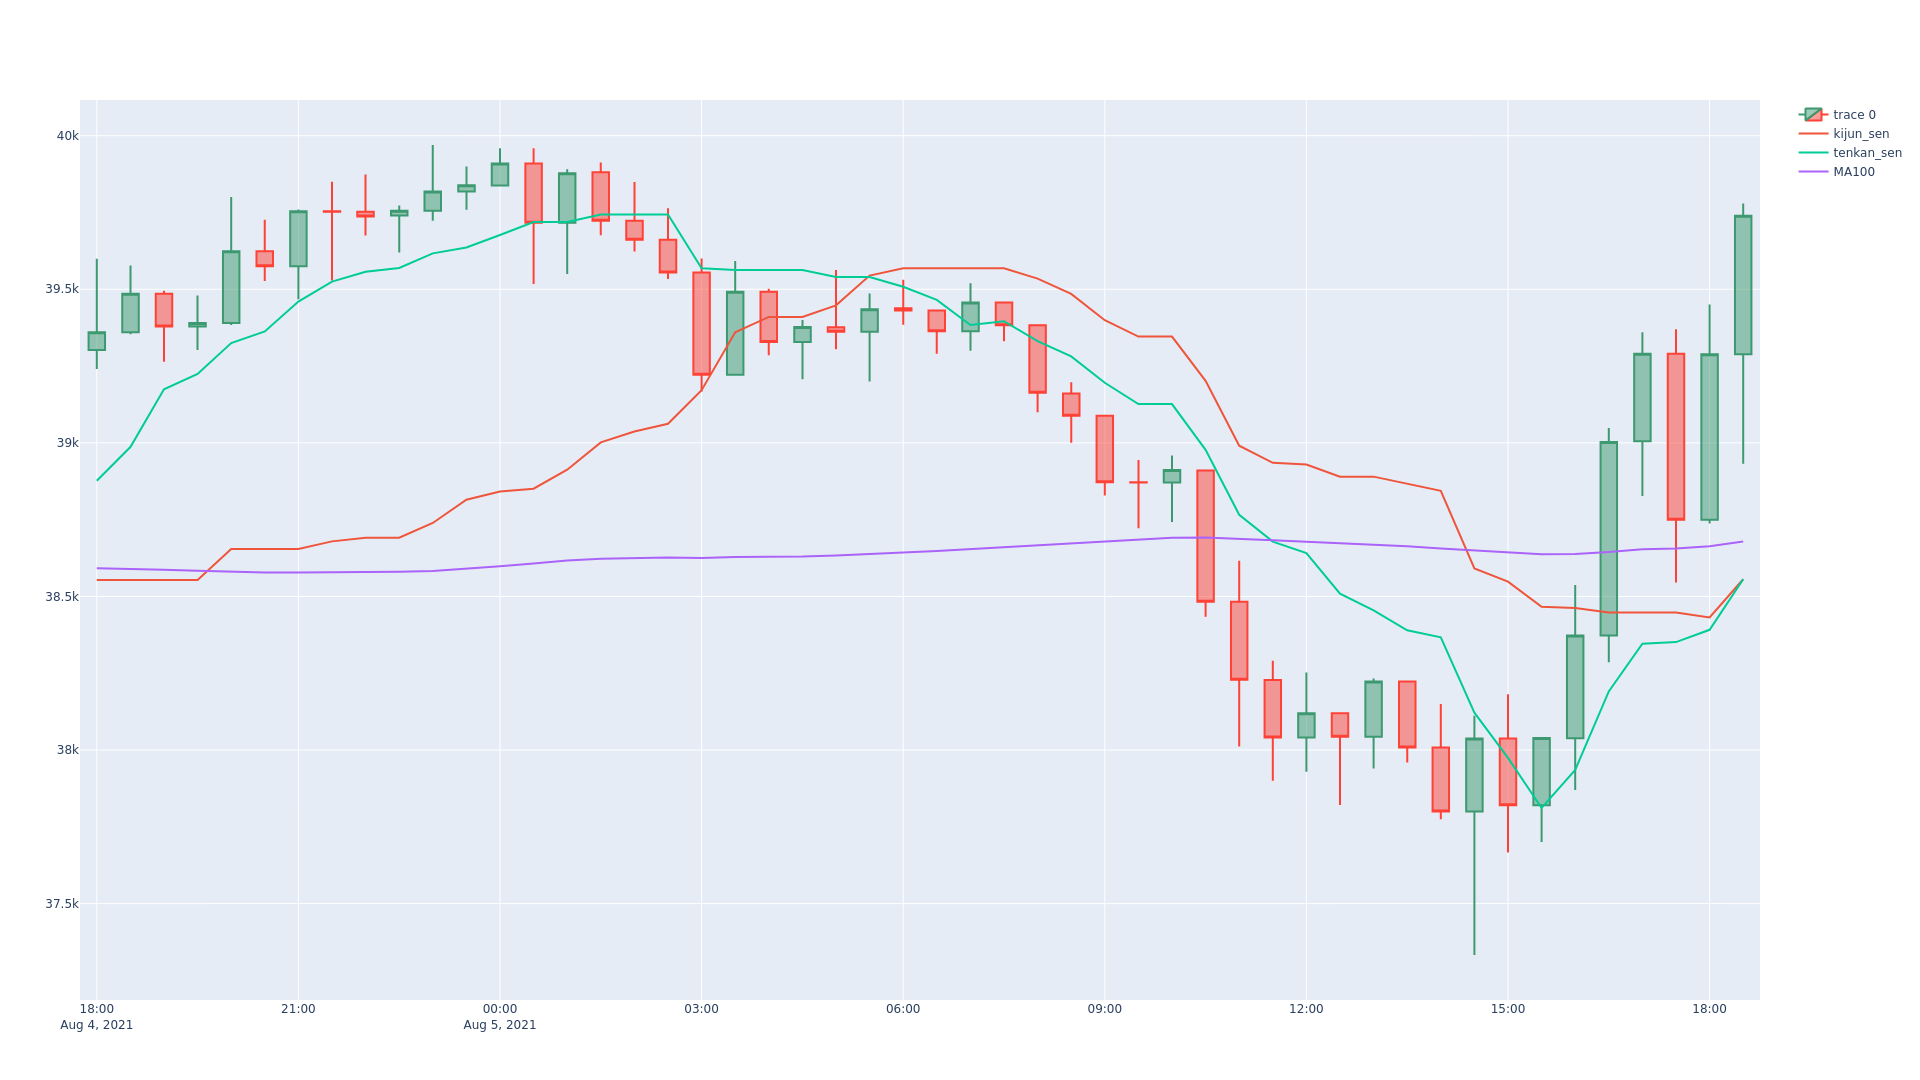 40k
39.5k
39k
38.5k
38k
37.5k
18:00 21:00 00:00 03:00 06:00 09:00 12:00 15:00 18:00
Aug 4, 2021 Aug 5, 2021
trace 0
kijun_sen
tenkan_sen
MA100